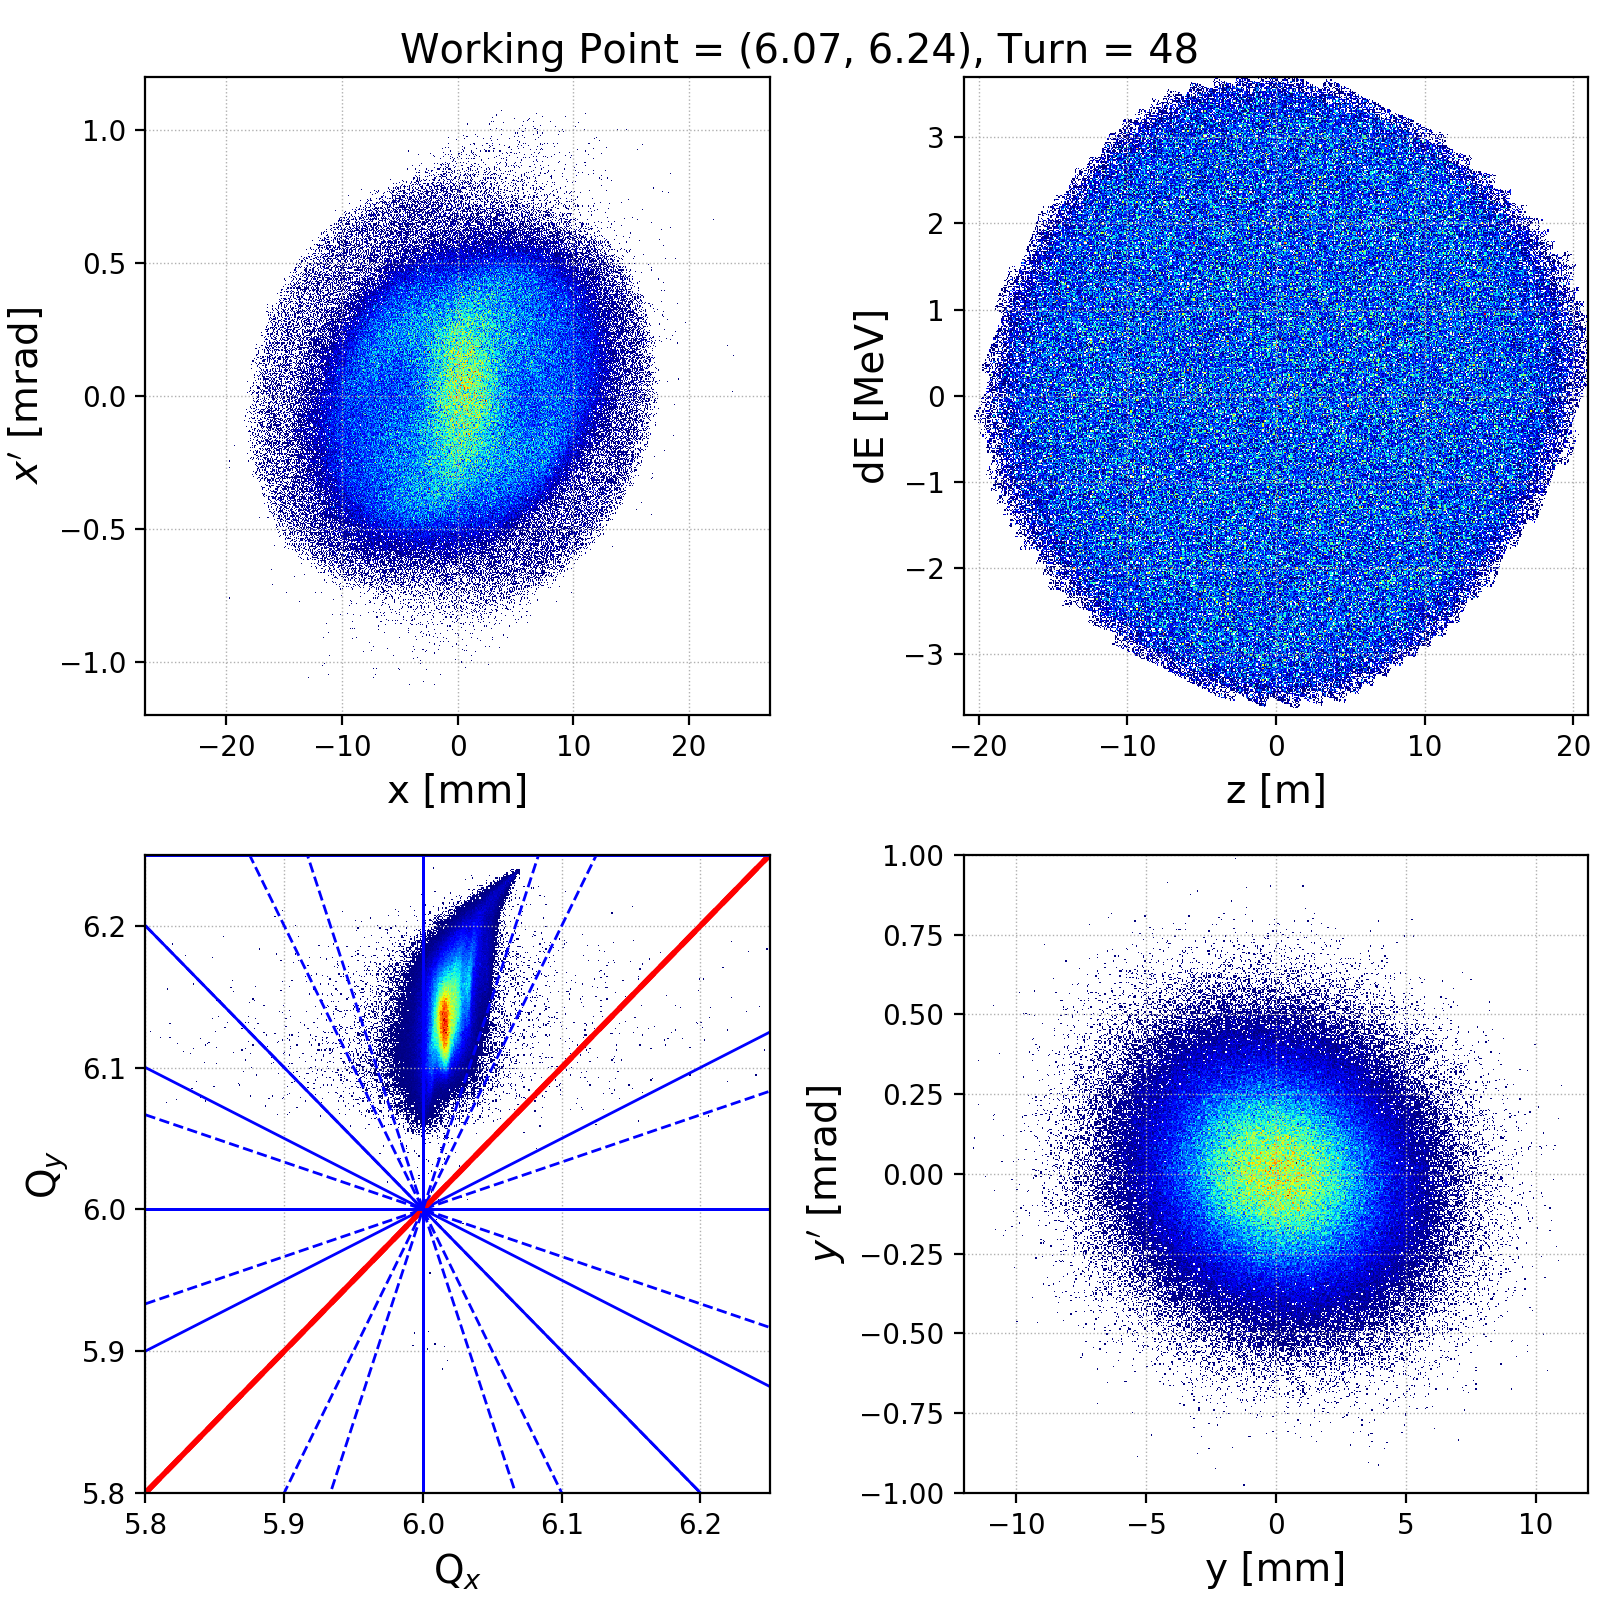 Working Point = (6.07, 6.24), Turn = 48
x′ [mrad]
1.0
0.5
0.0
−0.5
−1.0
−20 −10 0 10 20
x [mm]
dE [MeV]
3
2
1
0
−1
−2
−3
−20 −10 0 10 20
z [m]
Qy
6.2
6.1
6.0
5.9
5.8
5.8 5.9 6.0 6.1 6.2
Qx
y′ [mrad]
1.00
0.75
0.50
0.25
0.00
−0.25
−0.50
−0.75
−1.00
−10 −5 0 5 10
y [mm]